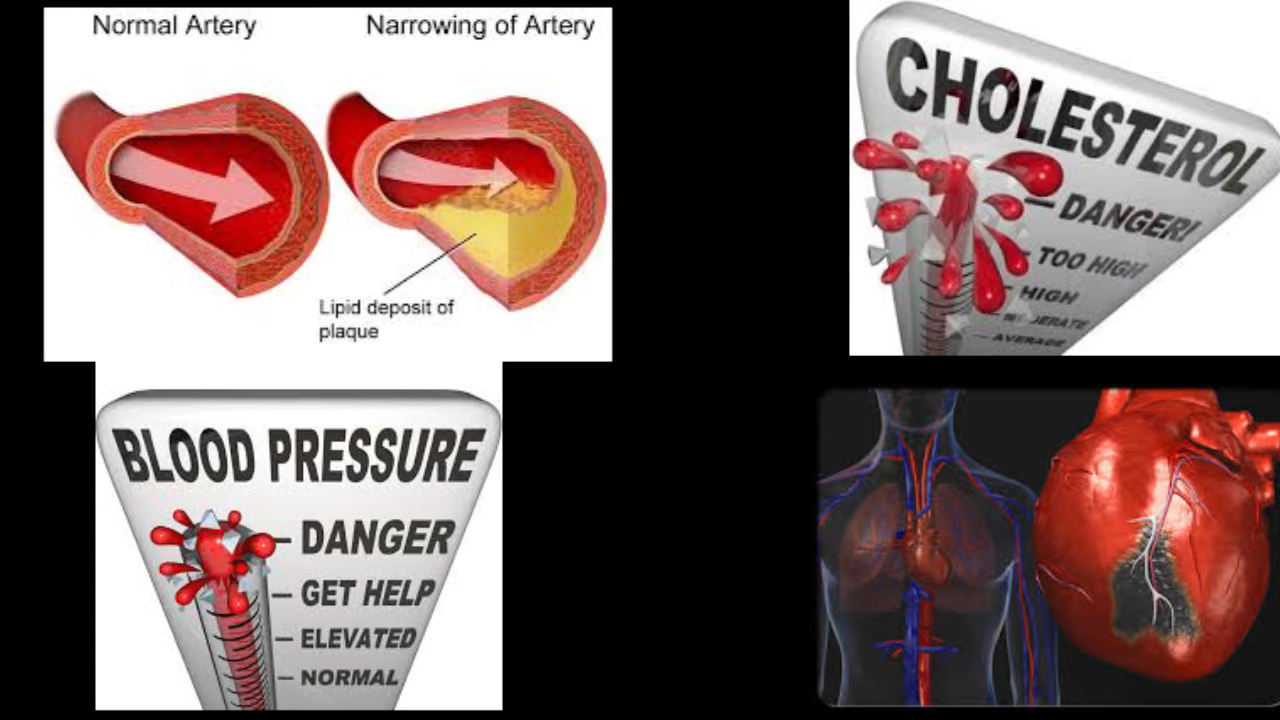 Normal Artery
Narrowing of Artery
Lipid deposit of
plaque
CHOLESTEROL
DANGER!
TOO HIGH
HIGH
MODERATE
AVERAGE
BLOOD PRESSURE
DANGER
GET HELP
ELEVATED
NORMAL